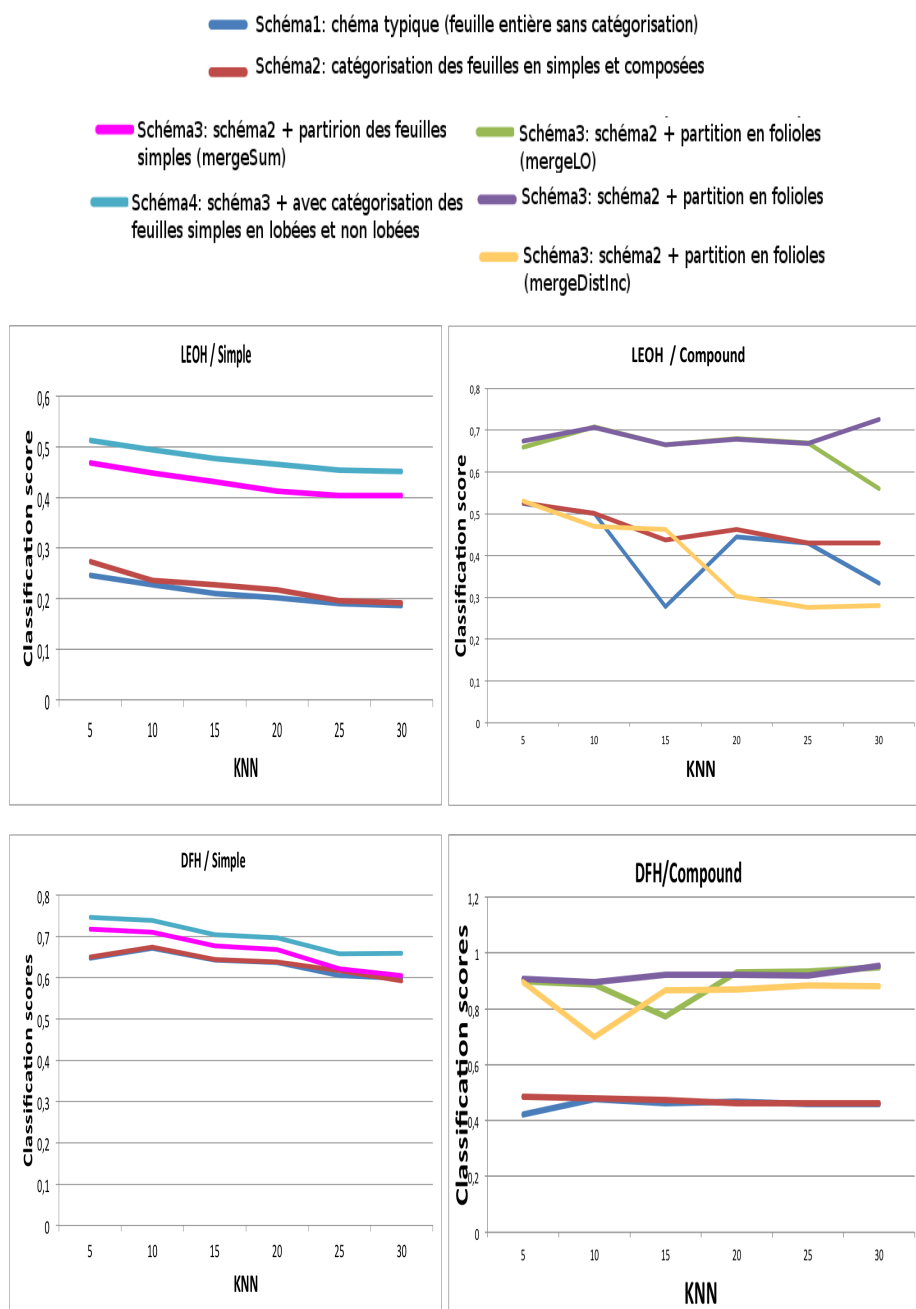 Schéma1: chéma typique (feuille entière sans catégorisation)
Schéma2: catégorisation des feuilles en simples et composées
Schéma3: schéma2 + partirion des feuilles
simples (mergeSum)
Schéma3: schéma2 + partition en folioles
(mergeLO)
Schéma4: schéma3 + avec catégorisation des
feuilles simples en lobées et non lobées
Schéma3: schéma2 + partition en folioles
Schéma3: schéma2 + partition en folioles
(mergeDistInc)
LEOH / Simple
Classification score
0,6
0,5
0,4
0,3
0,2
0,1
0
5 10 15 20 25 30
KNN
LEOH / Compound
Classification score
0,8
0,7
0,6
0,5
0,4
0,3
0,2
0,1
0
5 10 15 20 25 30
KNN
DFH / Simple
Classification scores
0,8
0,7
0,6
0,5
0,4
0,3
0,2
0,1
0
5 10 15 20 25 30
KNN
DFH/Compound
Classification scores
1,2
1
0,8
0,6
0,4
0,2
0
5 10 15 20 25 30
KNN